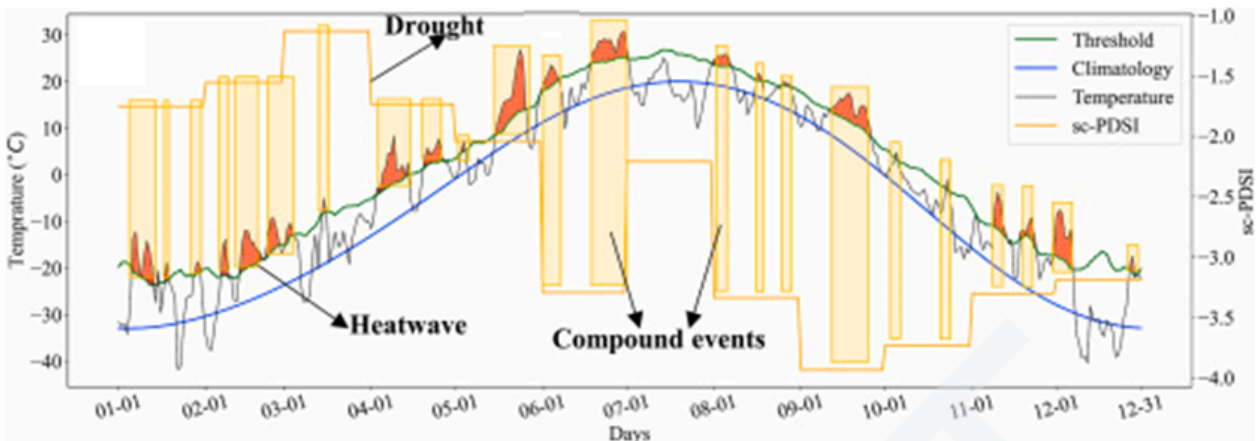 Drought
Threshold
Climatology
Temperature
sc-PDSI
Heatwave
Compound events
Temprature (°C)
30
20
10
0
−10
−20
−30
−40
sc-PDSI
−1.0
−1.5
−2.0
−2.5
−3.0
−3.5
−4.0
01-01 02-01 03-01 04-01 05-01 06-01 07-01 08-01 09-01 10-01 11-01 12-01 12-31
Days